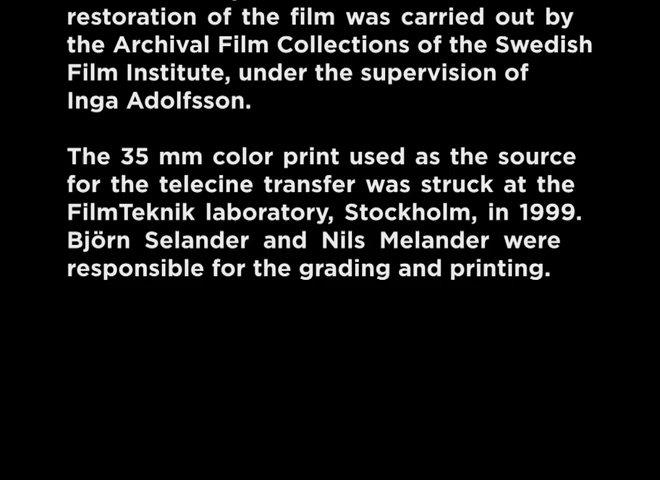 restoration of the film was carried out by
the Archival Film Collections of the Swedish
Film Institute, under the supervision of
Inga Adolfsson.
The 35 mm color print used as the source
for the telecine transfer was struck at the
FilmTeknik laboratory, Stockholm, in 1999.
Björn Selander and Nils Melander were
responsible for the grading and printing.